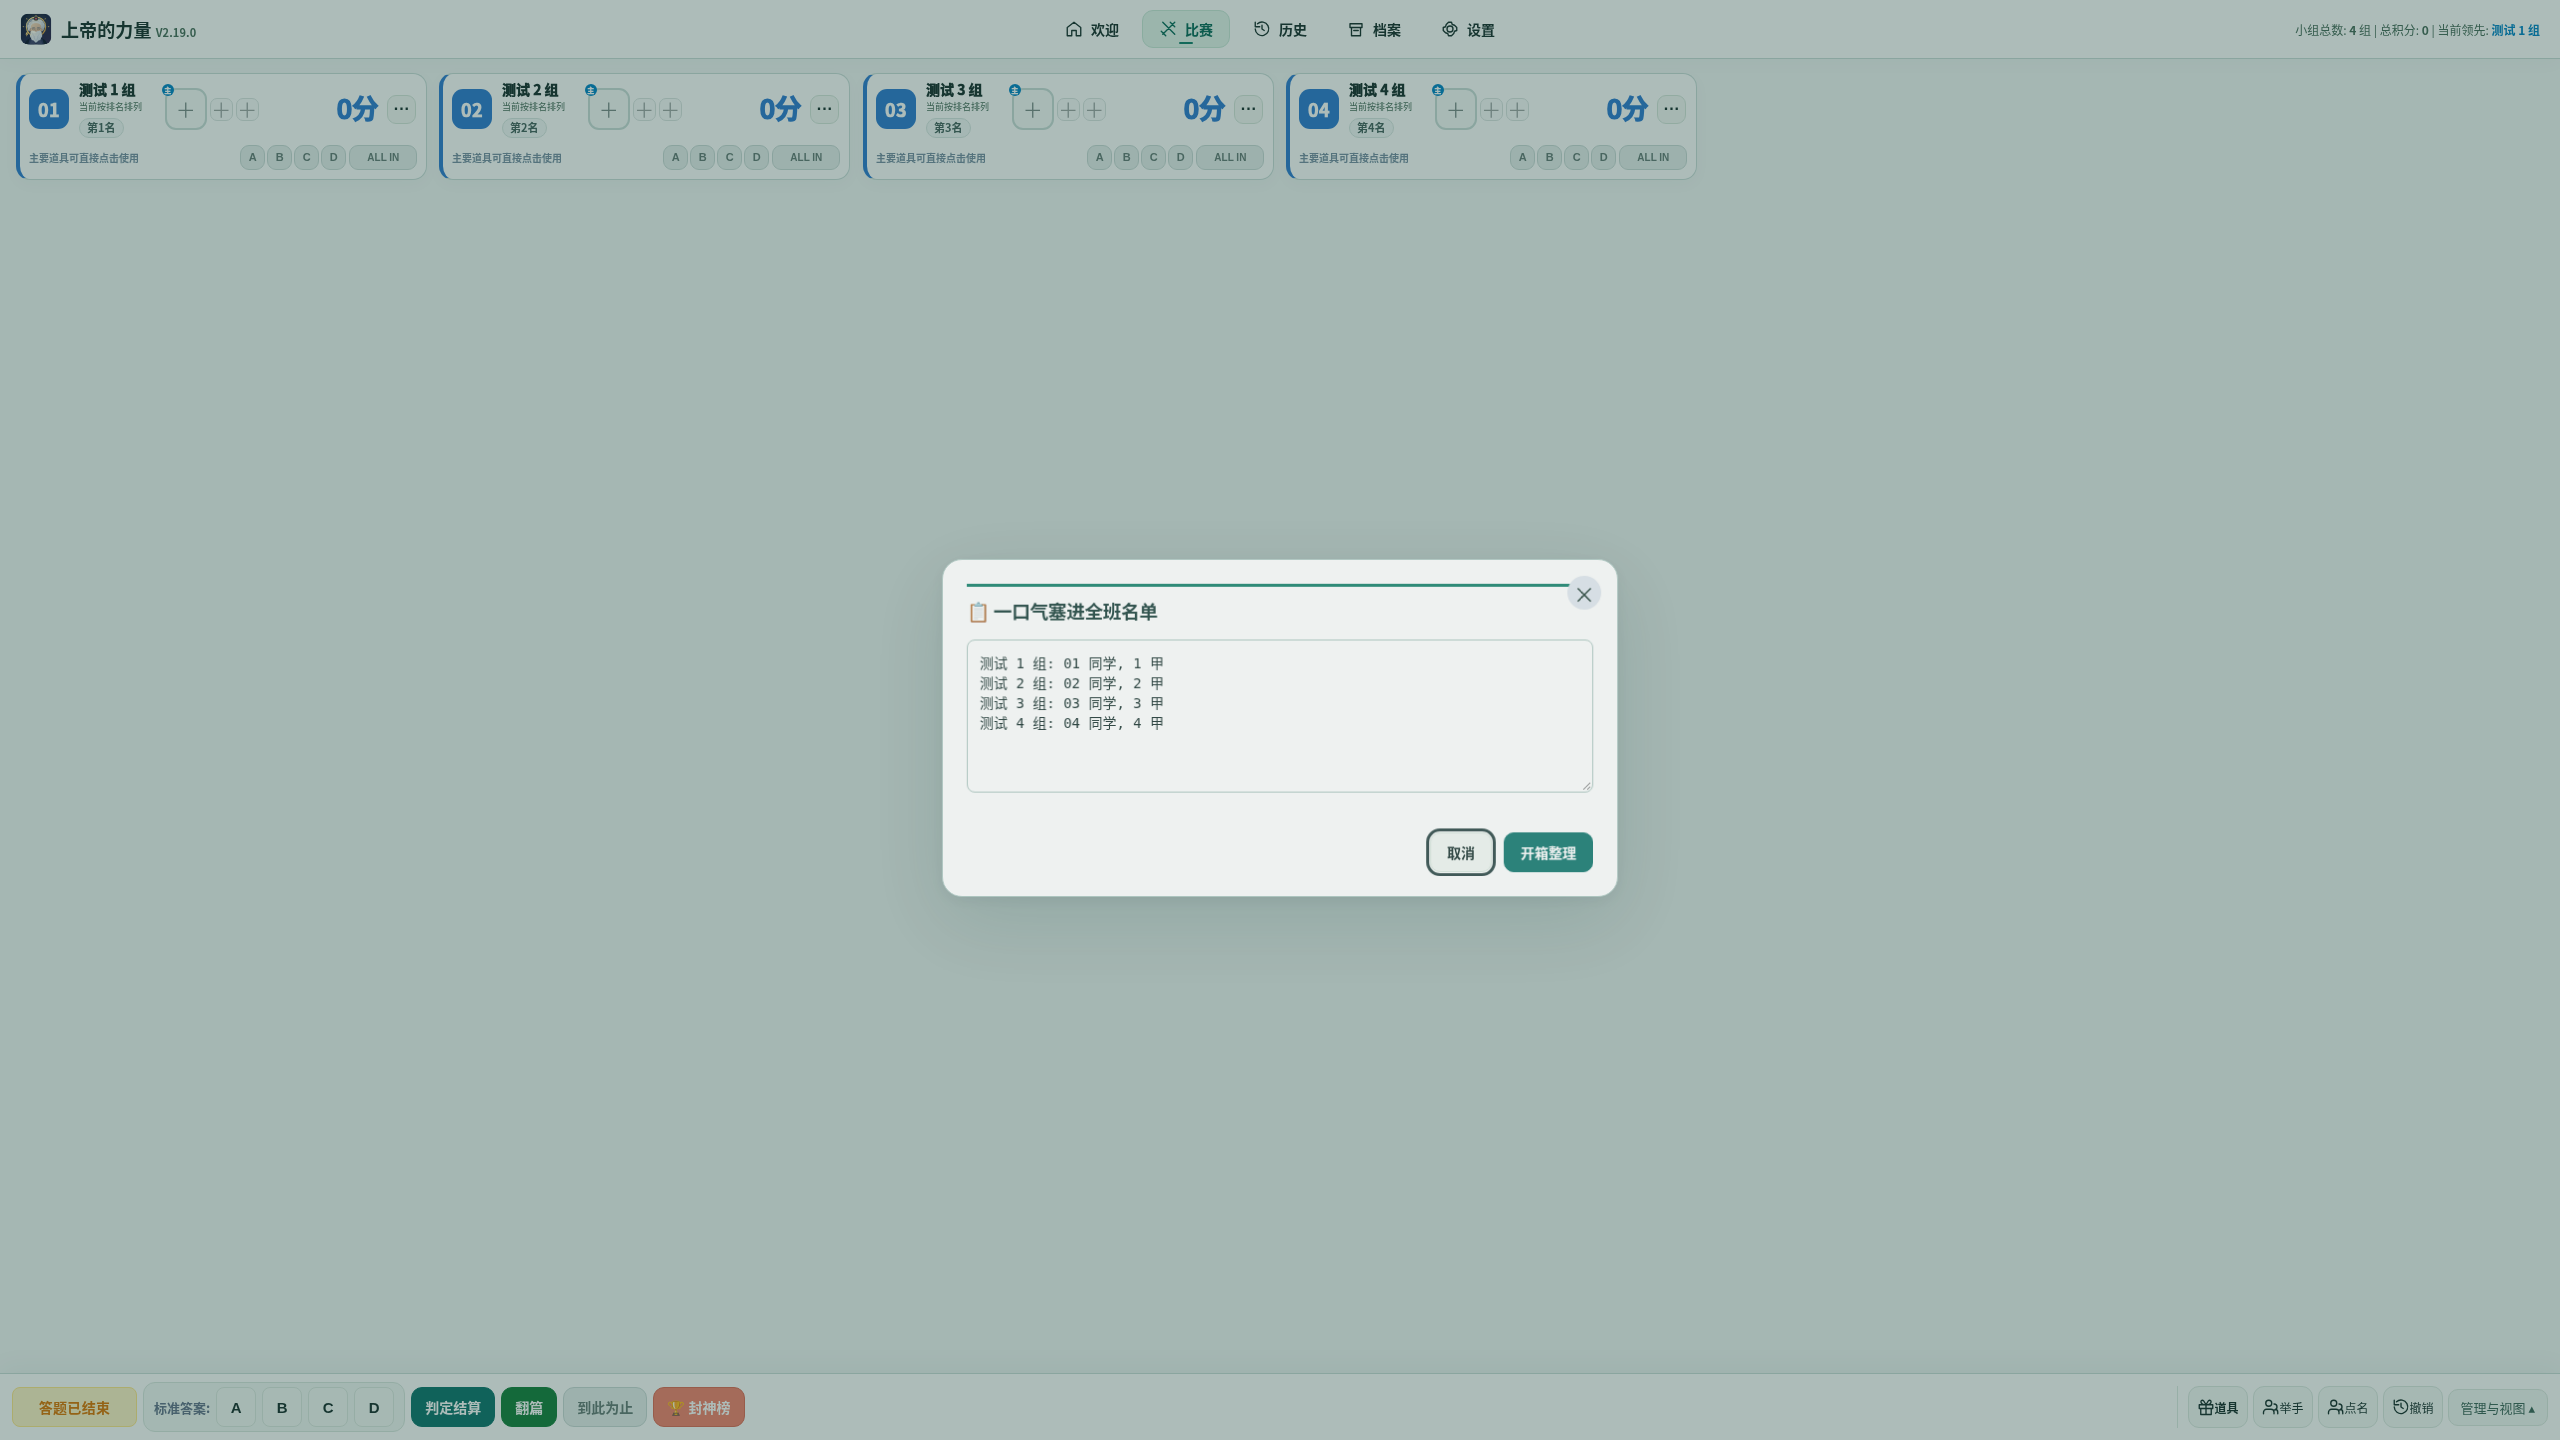 上帝的力量 V2.19.0
欢迎
比赛
历史
档案
设置
小组总数: 4 组 | 总积分: 0 | 当前领先: 测试 1 组
01
测试 1 组
当前按排名排列
第1名
主
0分
主要道具可直接点击使用
A B C D ALL IN
02
测试 2 组
当前按排名排列
第2名
主
0分
主要道具可直接点击使用
A B C D ALL IN
03
测试 3 组
当前按排名排列
第3名
主
0分
主要道具可直接点击使用
A B C D ALL IN
04
测试 4 组
当前按排名排列
第4名
主
0分
主要道具可直接点击使用
A B C D ALL IN
📋 一口气塞进全班名单
测试 1 组: 01 同学, 1 甲
测试 2 组: 02 同学, 2 甲
测试 3 组: 03 同学, 3 甲
测试 4 组: 04 同学, 4 甲
取消
开箱整理
答题已结束
标准答案: A B C D
判定结算
翻篇
到此为止
🏆 封神榜
道具
举手
点名
撤销
管理与视图 ▴